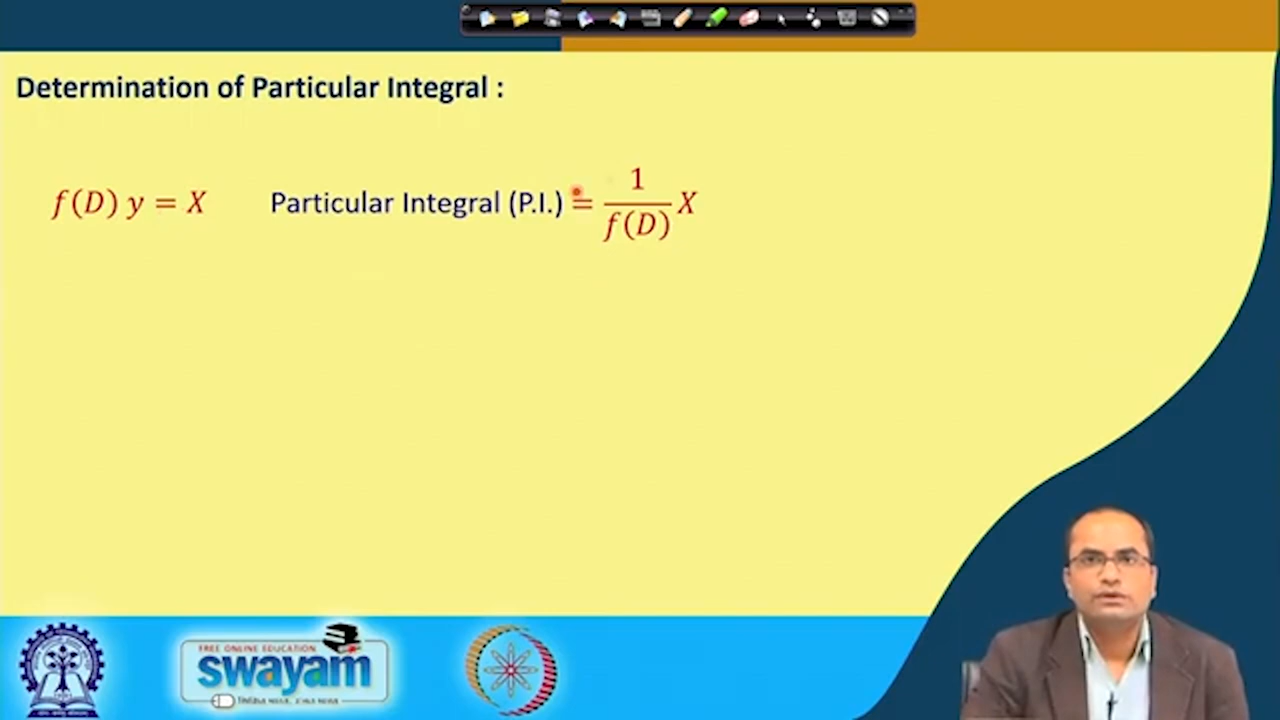 Determination of Particular Integral :
f(D) y = X Particular Integral (P.I.) = 1/f(D) X
FREE ONLINE EDUCATION
swayam